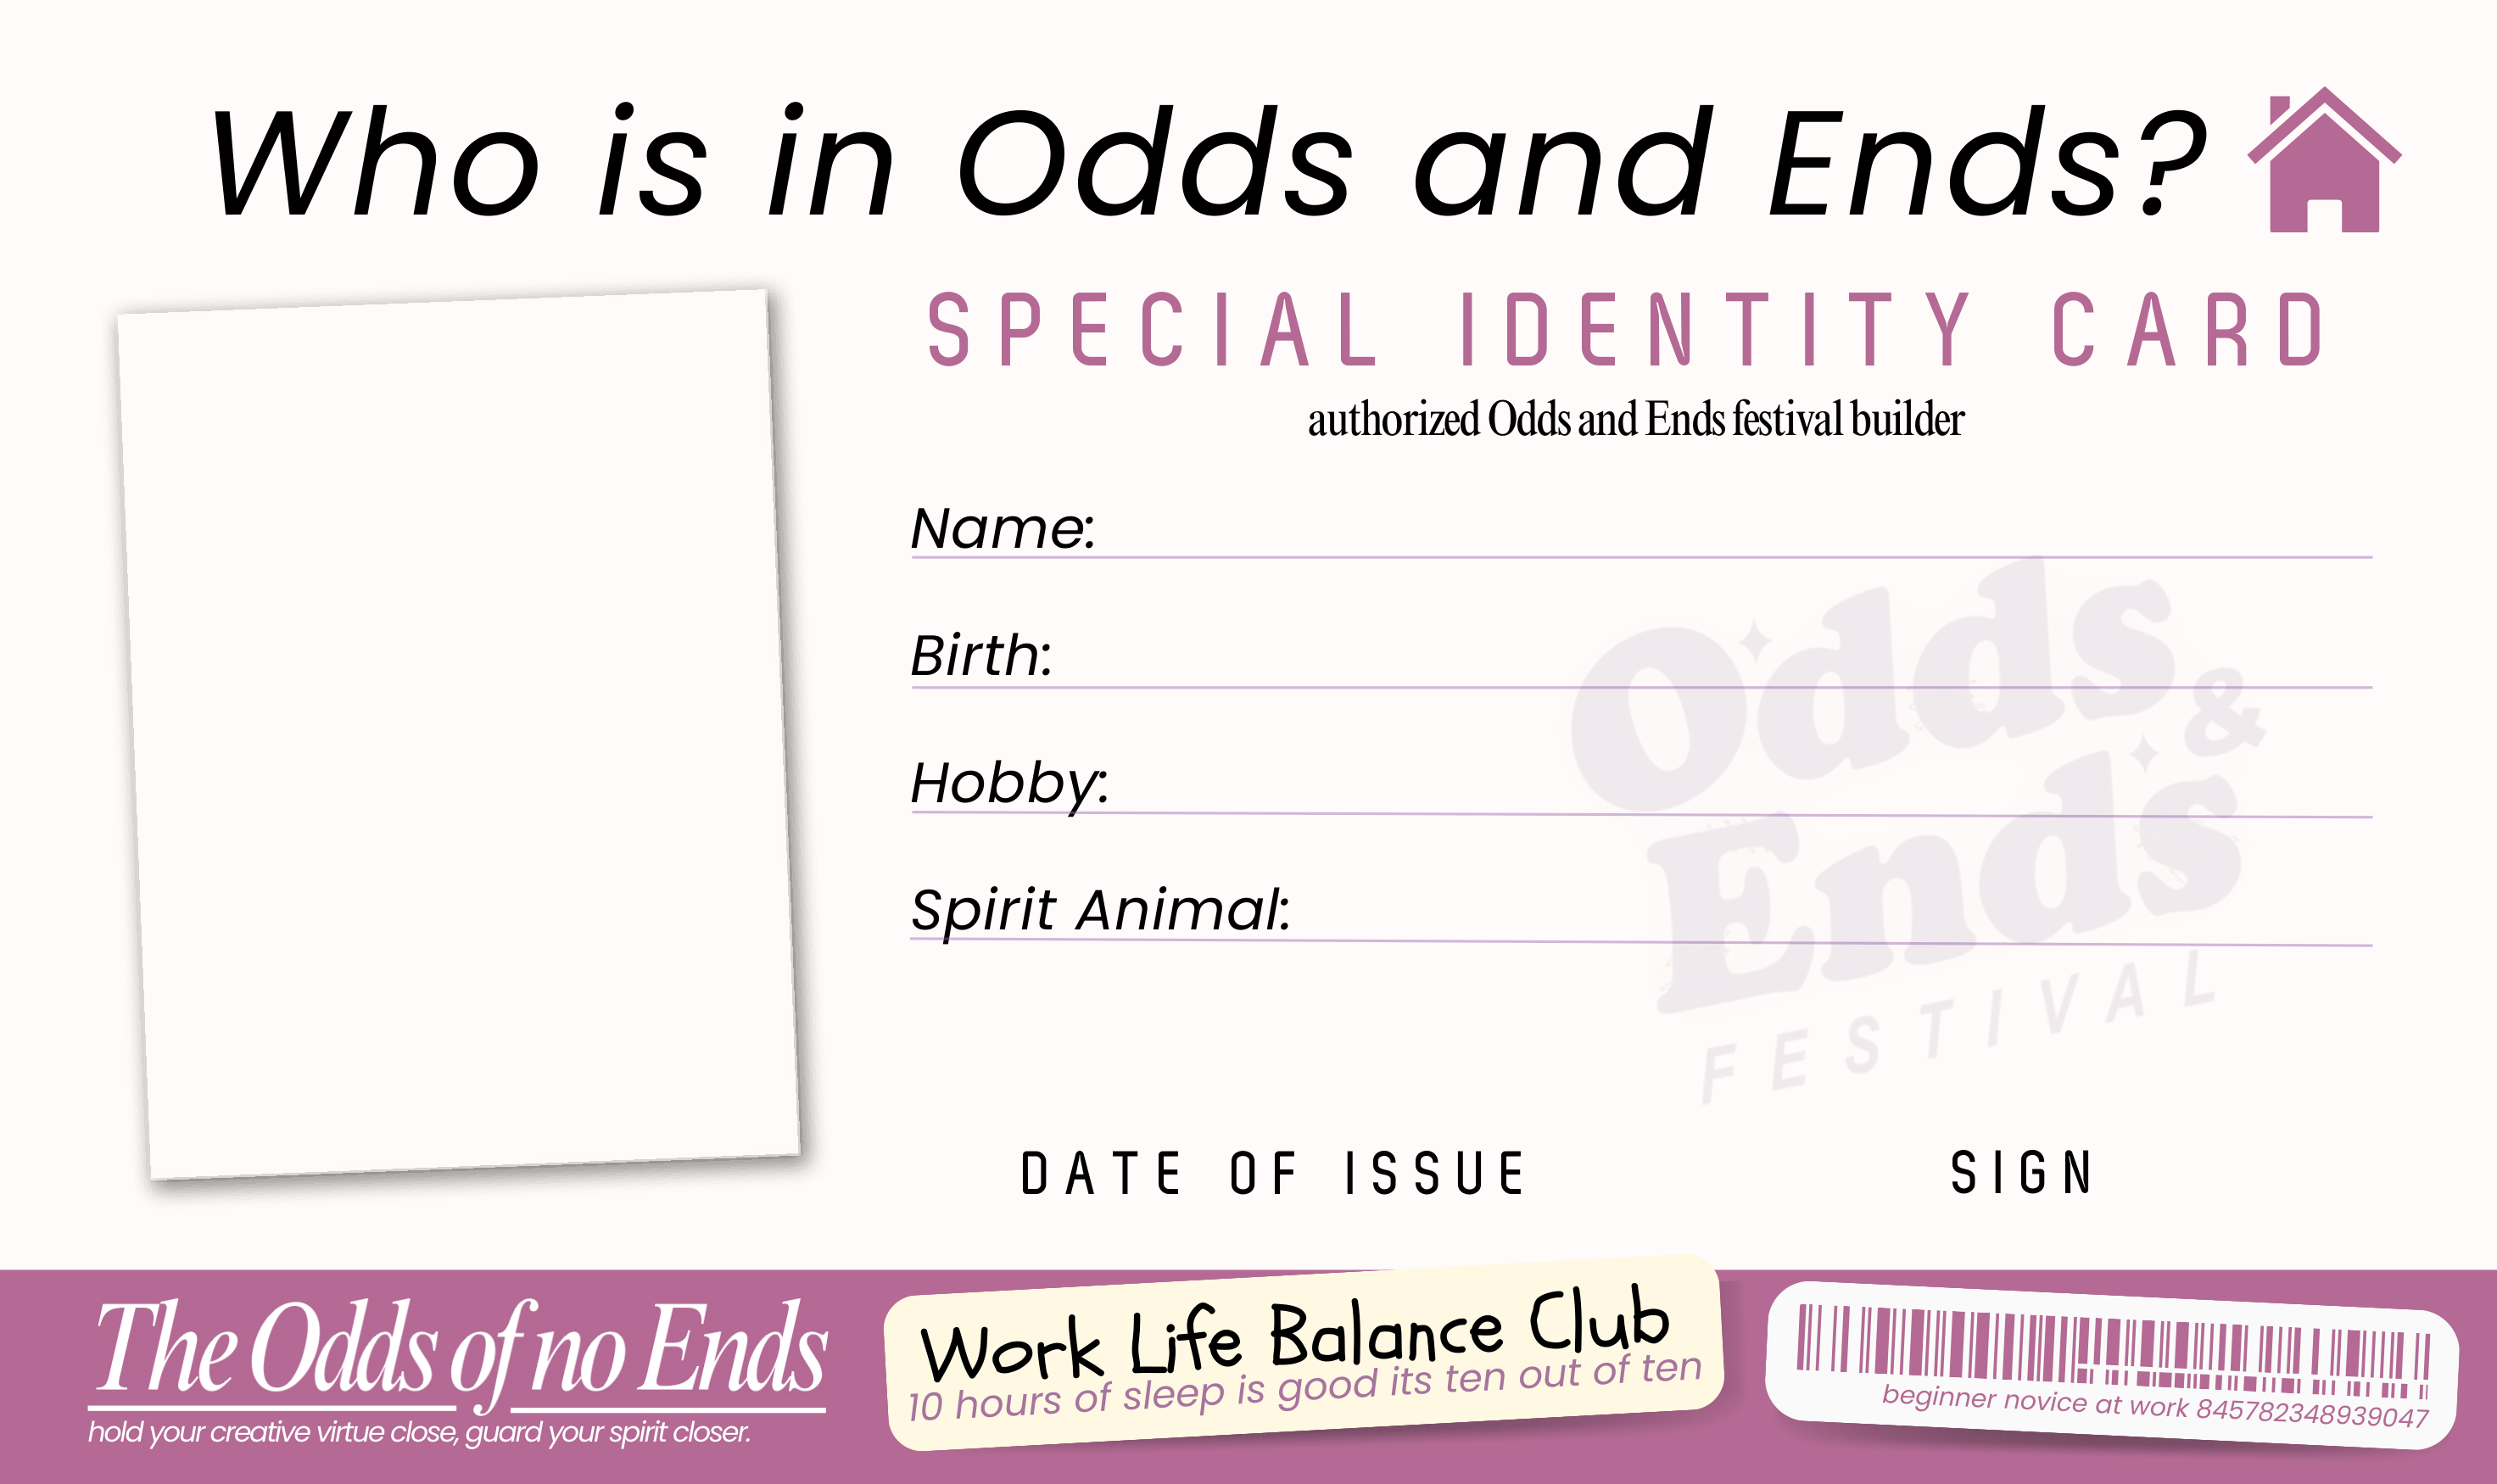 Who is in Odds and Ends?
SPECIAL IDENTITY CARD
authorized Odds and Ends festival builder
Name:
Birth:
Hobby:
Spirit Animal:
Odds
&
Ends
FESTIVAL
DATE OF ISSUE
SIGN
The Odds of no Ends
hold your creative virtue close, guard your spirit closer.
Work Life Balance Club
10 hours of sleep is good its ten out of ten
beginner novice at work 845782348939047